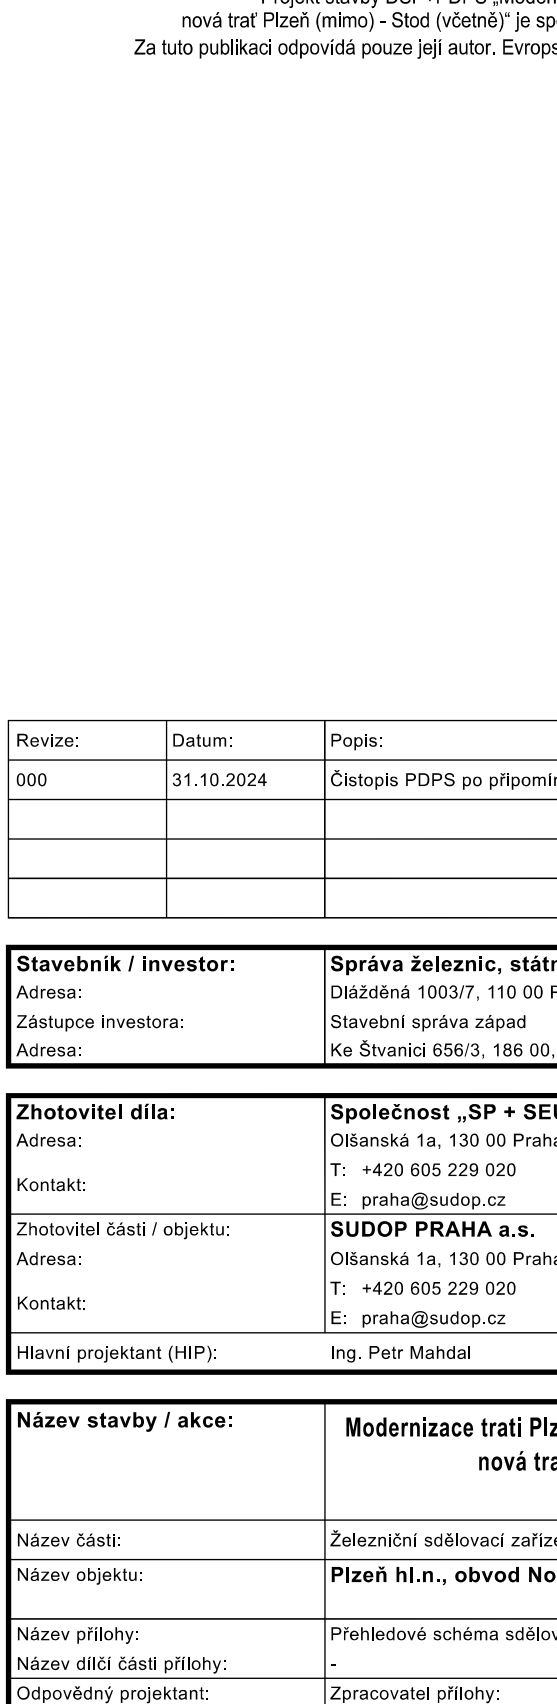 Projekt stavby DSP+PDPS „Modern
nová trať Plzeň (mimo) - Stod (včetně)“ je sp
Za tuto publikaci odpovídá pouze její autor. Evrops
Revize: Datum: Popis:
000 31.10.2024 Čistopis PDPS po připomín
Stavebník / investor: Správa železnic, státn
Adresa: Dlážděná 1003/7, 110 00 P
Zástupce investora: Stavební správa západ
Adresa: Ke Štvanici 656/3, 186 00,
Zhotovitel díla: Společnost „SP + SEU
Adresa: Olšanská 1a, 130 00 Praha
Kontakt: T: +420 605 229 020
E: praha@sudop.cz
Zhotovitel části / objektu: SUDOP PRAHA a.s.
Adresa: Olšanská 1a, 130 00 Praha
Kontakt: T: +420 605 229 020
E: praha@sudop.cz
Hlavní projektant (HIP): Ing. Petr Mahdal
Název stavby / akce: Modernizace trati Plz
nová tra
Název části: Železniční sdělovací zaříze
Název objektu: Plzeň hl.n., obvod No
Název přílohy: Přehledové schéma sdělov
Název dílčí části přílohy: -
Odpovědný projektant: Zpracovatel přílohy: